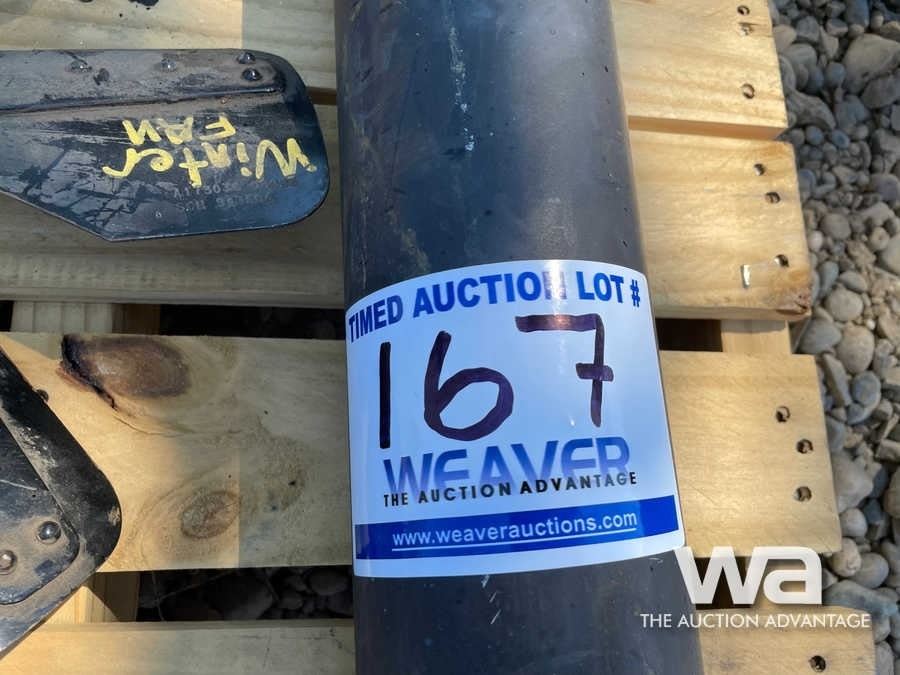 Winter
FAN
TIMED AUCTION LOT #
167
WEAVER
THE AUCTION ADVANTAGE
www.weaverauctions.com
wa
THE AUCTION ADVANTAGE